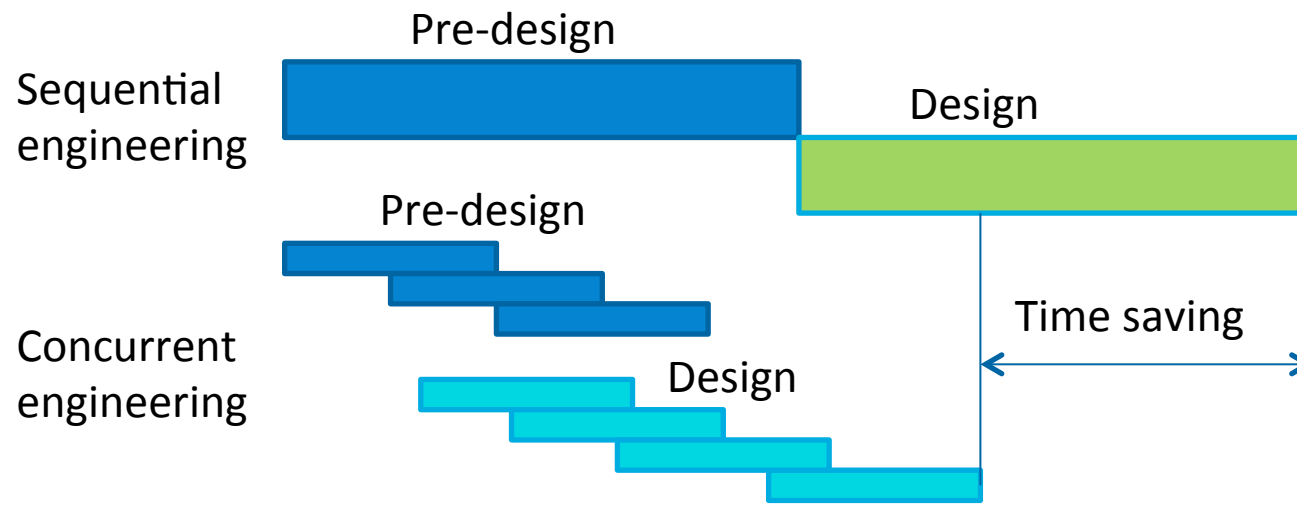 Pre-design
Sequential
engineering
Design
Pre-design
Time saving
Concurrent
engineering
Design